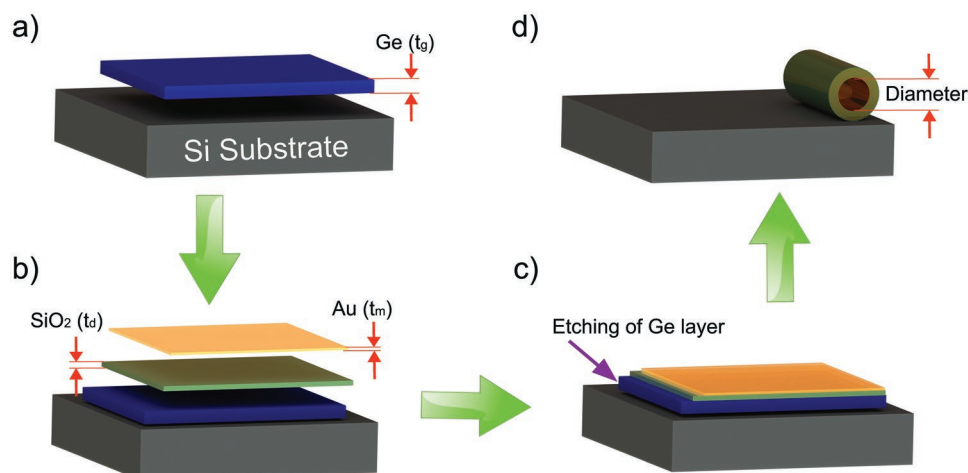 a)
Ge (tg)
Si Substrate
d)
Diameter
b)
SiO2 (td)
Au (tm)
c)
Etching of Ge layer